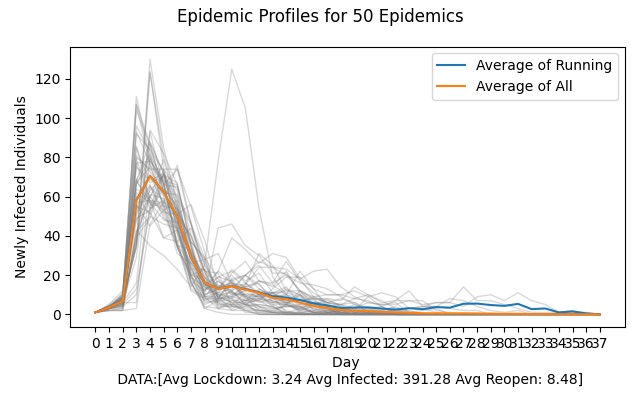 Epidemic Profiles for 50 Epidemics
Newly Infected Individuals
120
100
80
60
40
20
0
Average of Running
Average of All
0 1 2 3 4 5 6 7 8 9 10 11 12 13 14 15 16 17 18 19 20 21 22 23 24 25 26 27 28 29 30 31 32 33 34 35 36 37
Day
DATA:[Avg Lockdown: 3.24 Avg Infected: 391.28 Avg Reopen: 8.48]